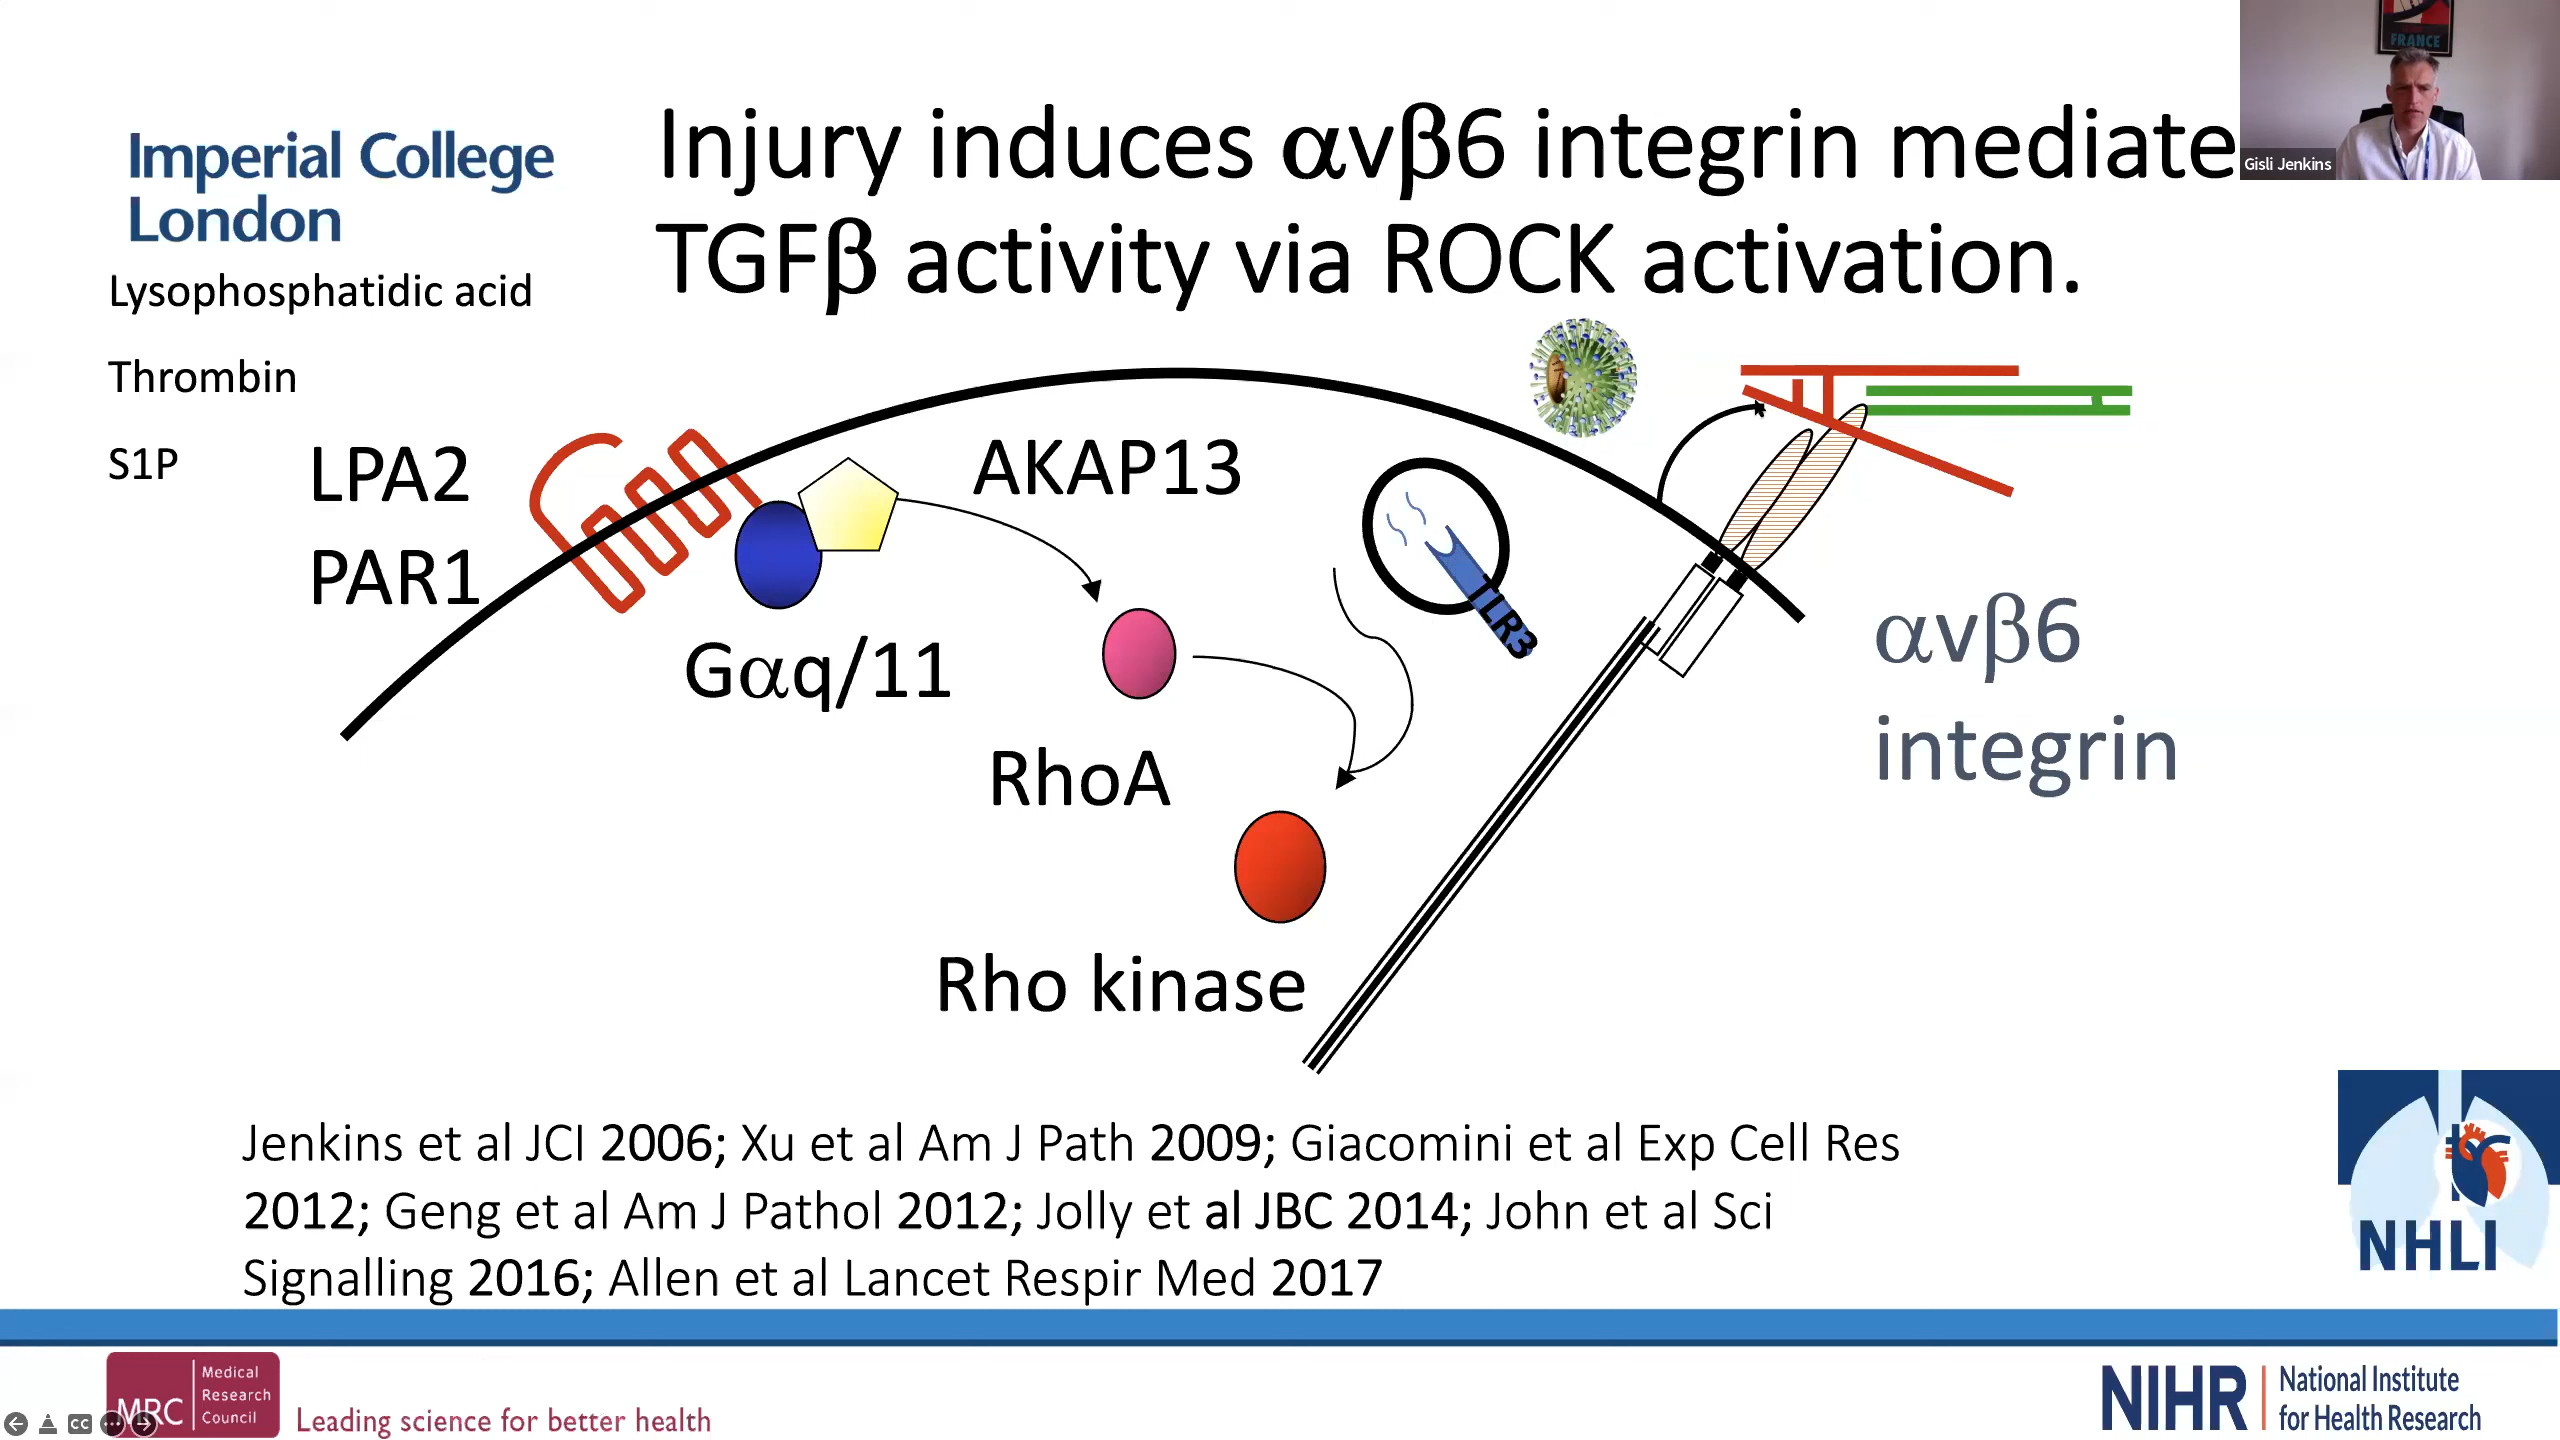 FRANCE
Gisli Jenkins
Imperial College
London
Injury induces αvβ6 integrin mediate
TGFβ activity via ROCK activation.
Lysophosphatidic acid
Thrombin
S1P
LPA2
PAR1
AKAP13
Gαq/11
TLR3
RhoA
Rho kinase
αvβ6
integrin
Jenkins et al JCI 2006; Xu et al Am J Path 2009; Giacomini et al Exp Cell Res
2012; Geng et al Am J Pathol 2012; Jolly et al JBC 2014; John et al Sci
Signalling 2016; Allen et al Lancet Respir Med 2017
NHLI
MRC
Medical
Research
Council
Leading science for better health
CC
NIHR
National Institute
for Health Research